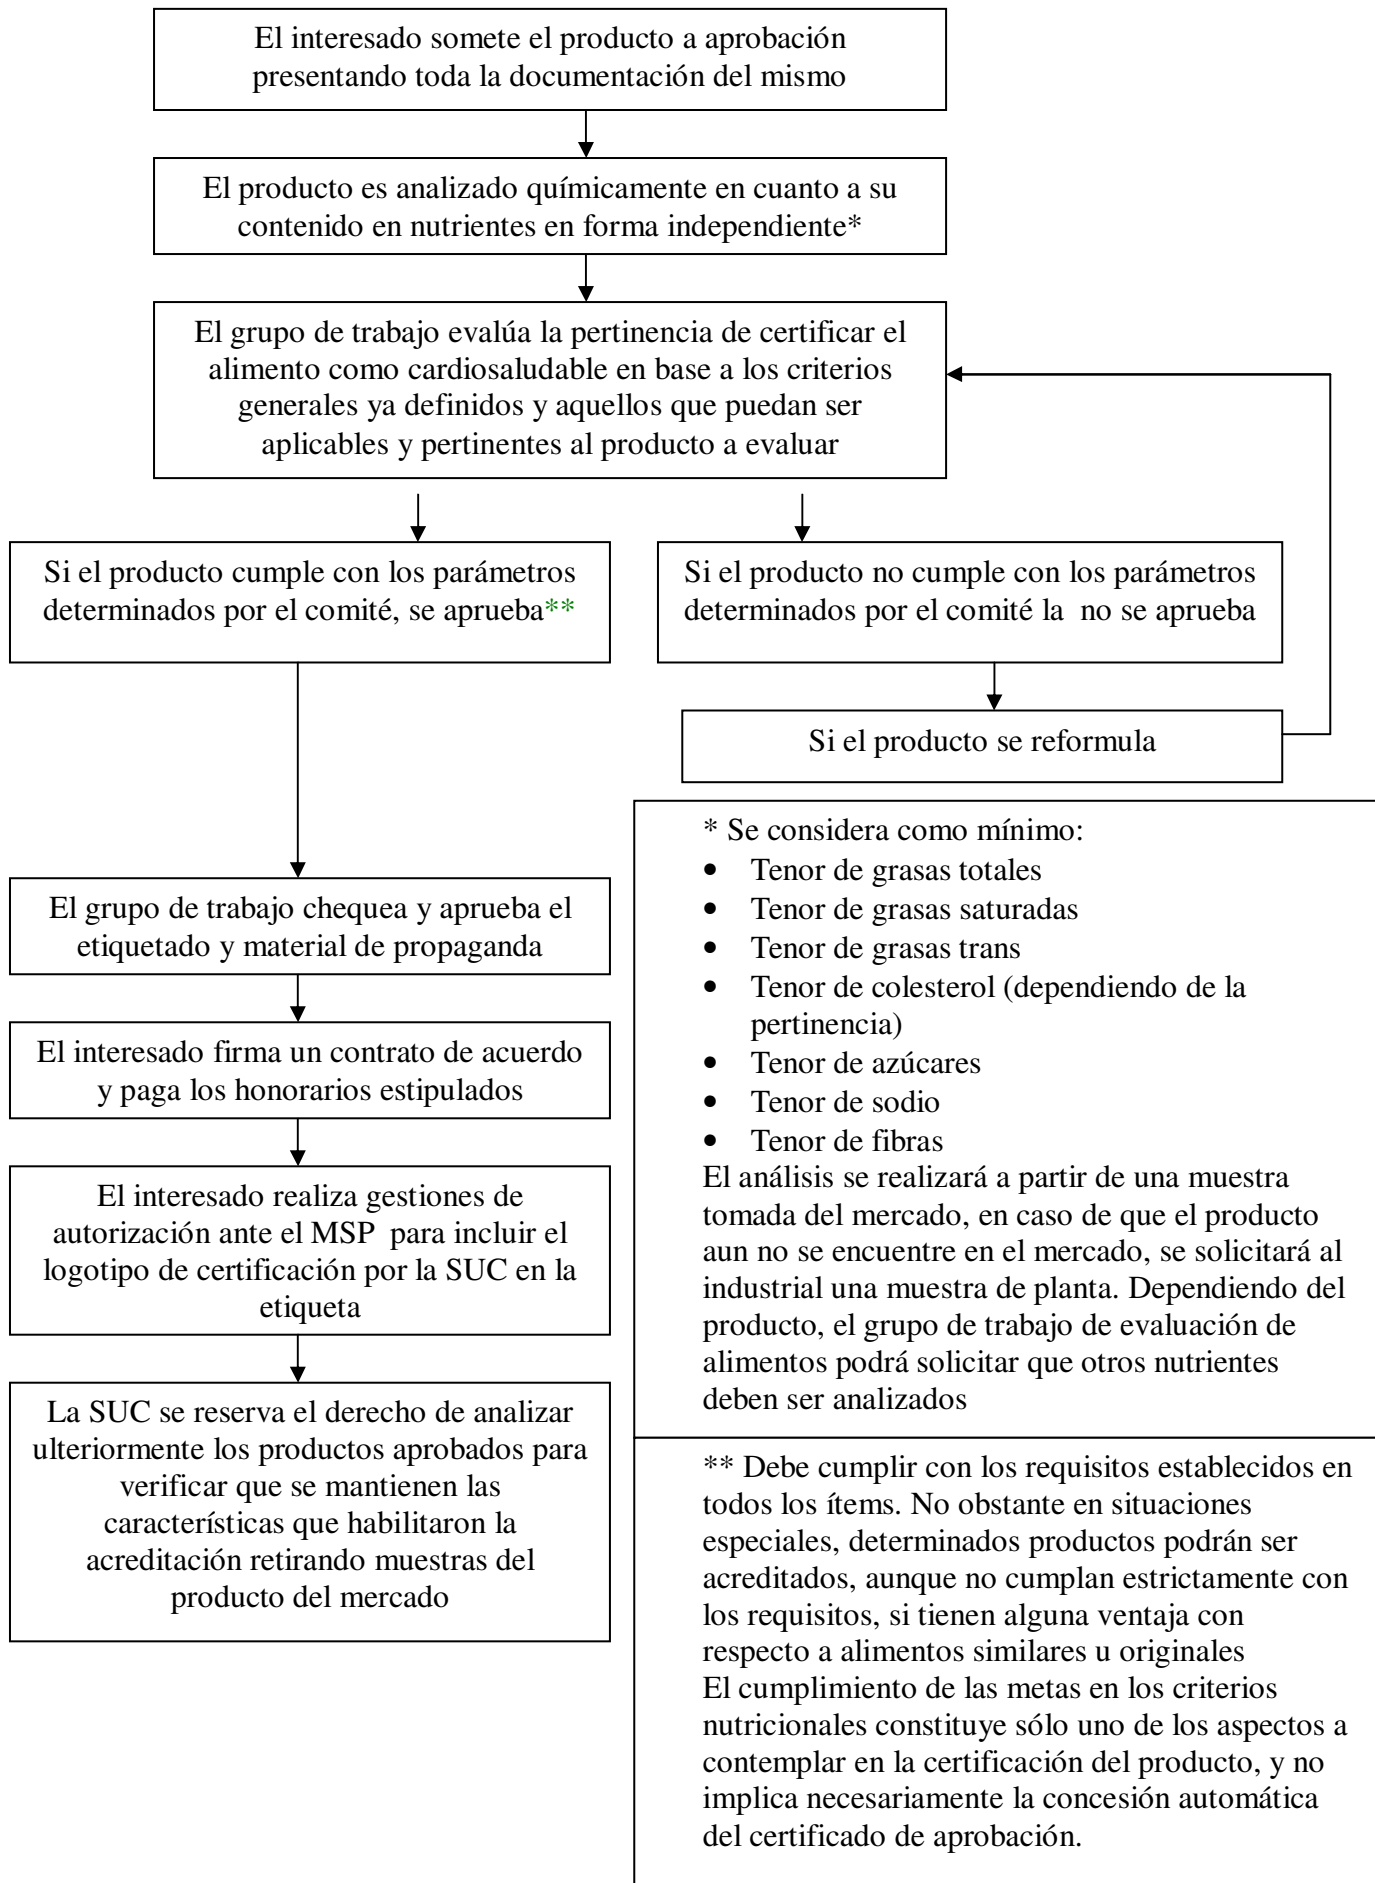 El interesado somete el producto a aprobación
presentando toda la documentación del mismo
El producto es analizado químicamente en cuanto a su
contenido en nutrientes en forma independiente*
El grupo de trabajo evalúa la pertinencia de certificar el
alimento como cardiosaludable en base a los criterios
generales ya definidos y aquellos que puedan ser
aplicables y pertinentes al producto a evaluar
Si el producto cumple con los parámetros
determinados por el comité, se aprueba**
Si el producto no cumple con los parámetros
determinados por el comité la  no se aprueba
Si el producto se reformula
El grupo de trabajo chequea y aprueba el
etiquetado y material de propaganda
El interesado firma un contrato de acuerdo
y paga los honorarios estipulados
El interesado realiza gestiones de
autorización ante el MSP  para incluir el
logotipo de certificación por la SUC en la
etiqueta
La SUC se reserva el derecho de analizar
ulteriormente los productos aprobados para
verificar que se mantienen las
características que habilitaron la
acreditación retirando muestras del
producto del mercado
* Se considera como mínimo:
• Tenor de grasas totales
• Tenor de grasas saturadas
• Tenor de grasas trans
• Tenor de colesterol (dependiendo de la
pertinencia)
• Tenor de azúcares
• Tenor de sodio
• Tenor de fibras
El análisis se realizará a partir de una muestra
tomada del mercado, en caso de que el producto
aun no se encuentre en el mercado, se solicitará al
industrial una muestra de planta. Dependiendo del
producto, el grupo de trabajo de evaluación de
alimentos podrá solicitar que otros nutrientes
deben ser analizados
** Debe cumplir con los requisitos establecidos en
todos los ítems. No obstante en situaciones
especiales, determinados productos podrán ser
acreditados, aunque no cumplan estrictamente con
los requisitos, si tienen alguna ventaja con
respecto a alimentos similares u originales
El cumplimiento de las metas en los criterios
nutricionales constituye sólo uno de los aspectos a
contemplar en la certificación del producto, y no
implica necesariamente la concesión automática
del certificado de aprobación.